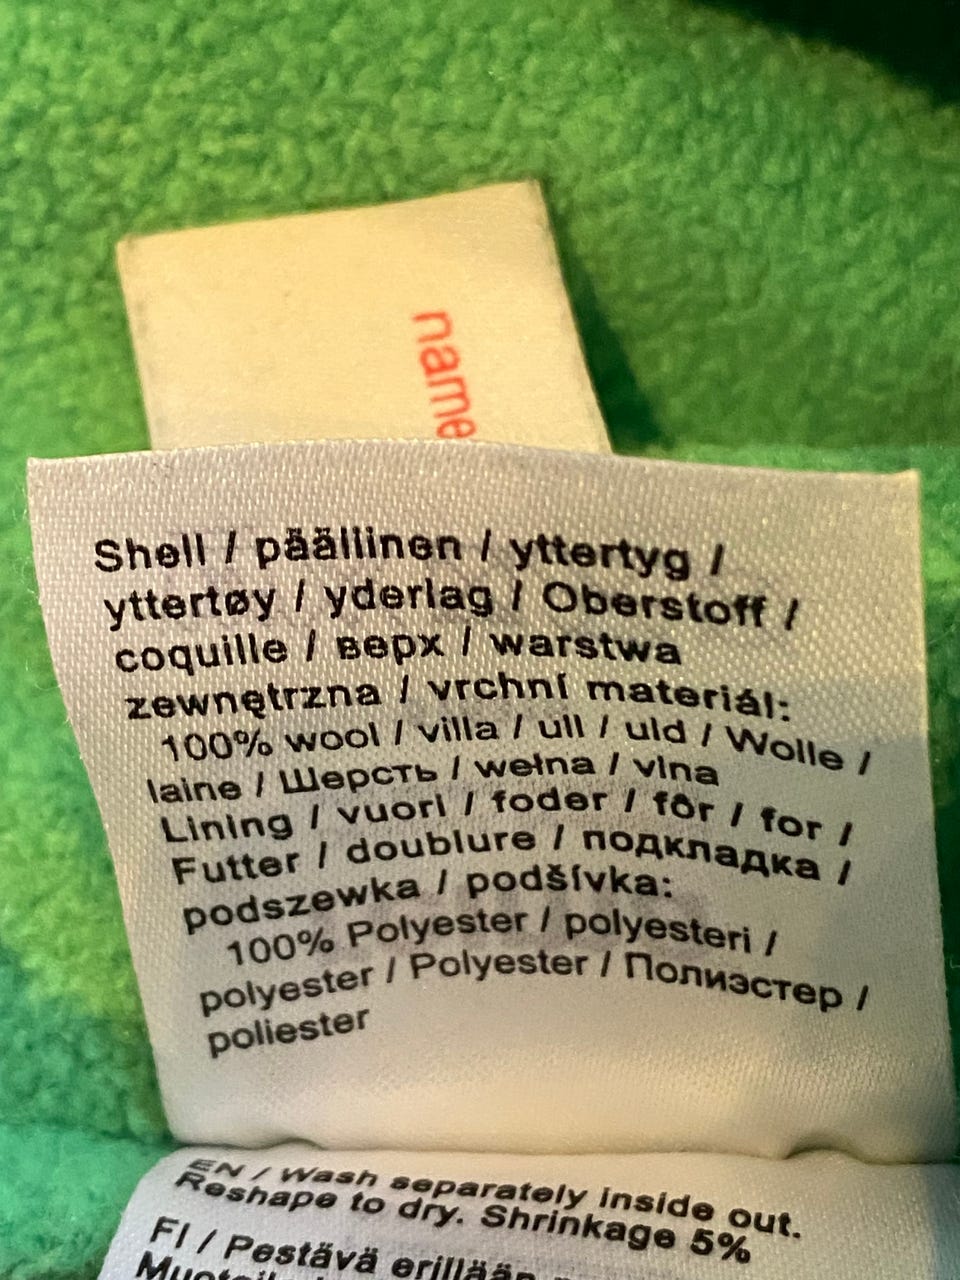 name
Shell / päällinen / yttertyg /
yttertøy / yderlag / Oberstoff /
coquille / верх / warstwa
zewnętrzna / vrchní materiál:
100% wool / villa / ull / uld / Wolle /
laine / Шерсть / wełna / vlna
Lining / vuori / foder / fôr / for /
Futter / doublure / подкладка /
podszewka / podšívka:
100% Polyester / polyesteri /
polyester / Polyester / Полиэстер /
poliester
EN / Wash separately inside out.
Reshape to dry. Shrinkage 5%
FI / Pestävä erillään